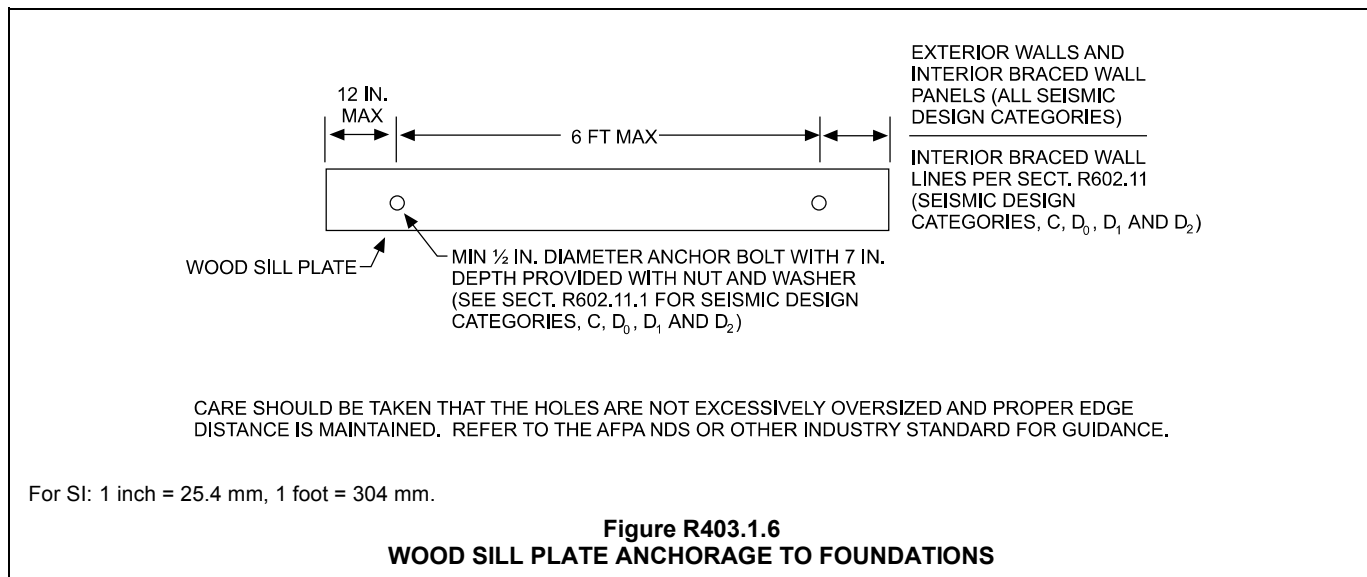 12 IN.
MAX
6 FT MAX
EXTERIOR WALLS AND
INTERIOR BRACED WALL
PANELS (ALL SEISMIC
DESIGN CATEGORIES)
INTERIOR BRACED WALL
LINES PER SECT. R602.11
(SEISMIC DESIGN
CATEGORIES, C, D₀, D₁ AND D₂)
WOOD SILL PLATE
MIN ½ IN. DIAMETER ANCHOR BOLT WITH 7 IN.
DEPTH PROVIDED WITH NUT AND WASHER
(SEE SECT. R602.11.1 FOR SEISMIC DESIGN
CATEGORIES, C, D₀, D₁ AND D₂)
CARE SHOULD BE TAKEN THAT THE HOLES ARE NOT EXCESSIVELY OVERSIZED AND PROPER EDGE
DISTANCE IS MAINTAINED. REFER TO THE AFPA NDS OR OTHER INDUSTRY STANDARD FOR GUIDANCE.
For SI: 1 inch = 25.4 mm, 1 foot = 304 mm.
Figure R403.1.6
WOOD SILL PLATE ANCHORAGE TO FOUNDATIONS